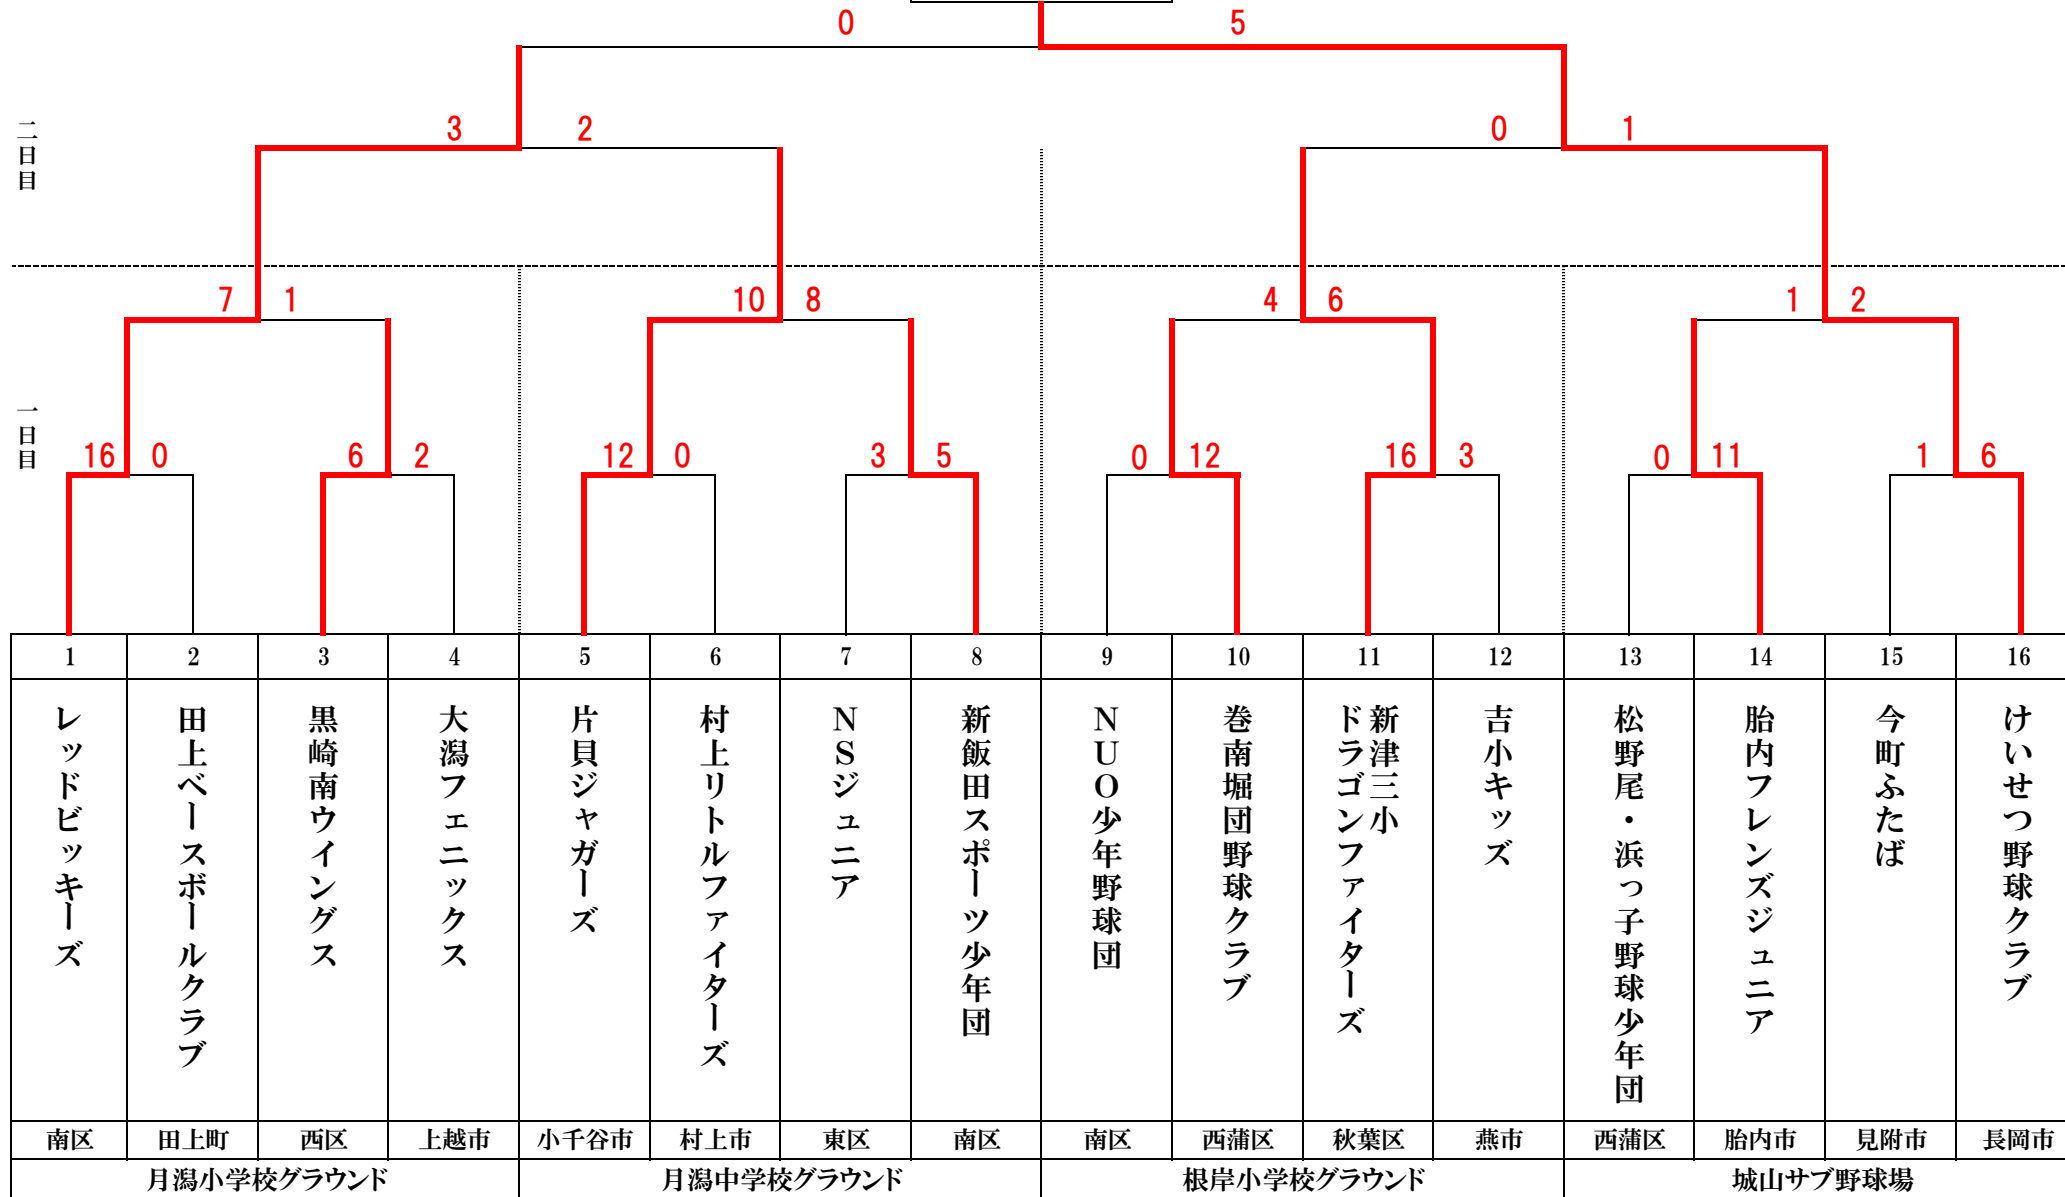 0 5
二日目
3 2 0 1
7 1 10 8 4 6 1 2
一日目
16 0 6 2 12 0 3 5 0 12 16 3 0 11 1 6
1 2 3 4 5 6 7 8 9 10 11 12 13 14 15 16
レッドビッキーズ
田上ベースボールクラブ
黒崎南ウイングス
大潟フェニックス
片貝ジャガーズ
村上リトルファイターズ
NSジュニア
新飯田スポーツ少年団
NUO少年野球団
巻南堀団野球クラブ
新津三小
ドラゴンファイターズ
吉小キッズ
松野尾・浜っ子野球少年団
胎内フレンズジュニア
今町ふたば
けいせつ野球クラブ
南区 田上町 西区 上越市 小千谷市 村上市 東区 南区 南区 西蒲区 秋葉区 燕市 西蒲区 胎内市 見附市 長岡市
月潟小学校グラウンド 月潟中学校グラウンド 根岸小学校グラウンド 城山サブ野球場